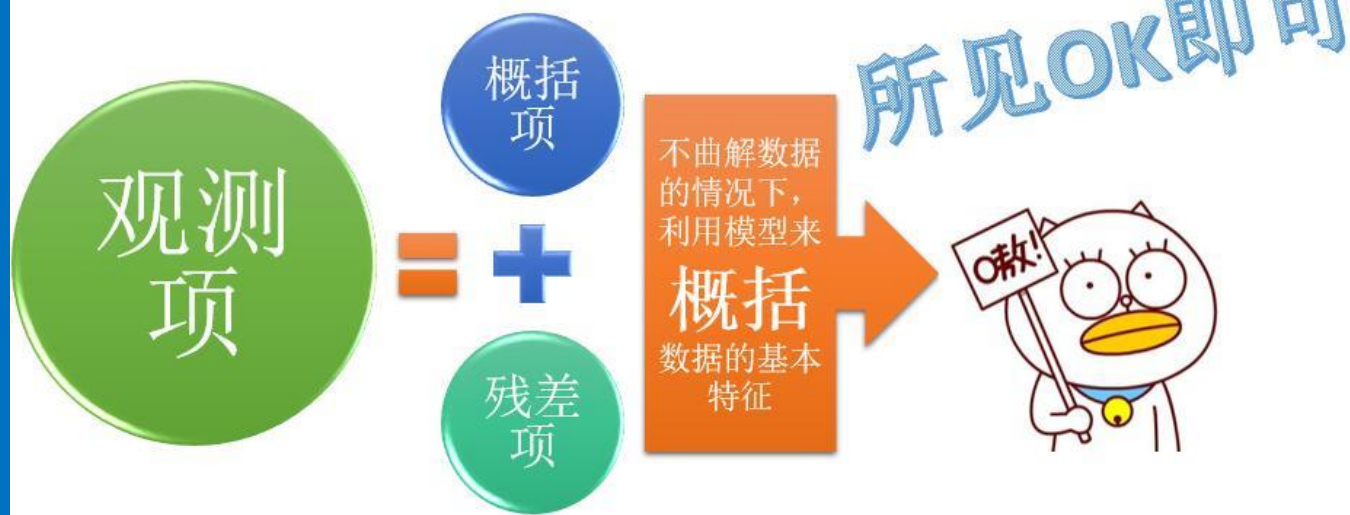 观测
项
概括
项
残差
项
不曲解数据
的情况下,
利用模型来
概括
数据的基本
特征
所见OK即可
O嗷!